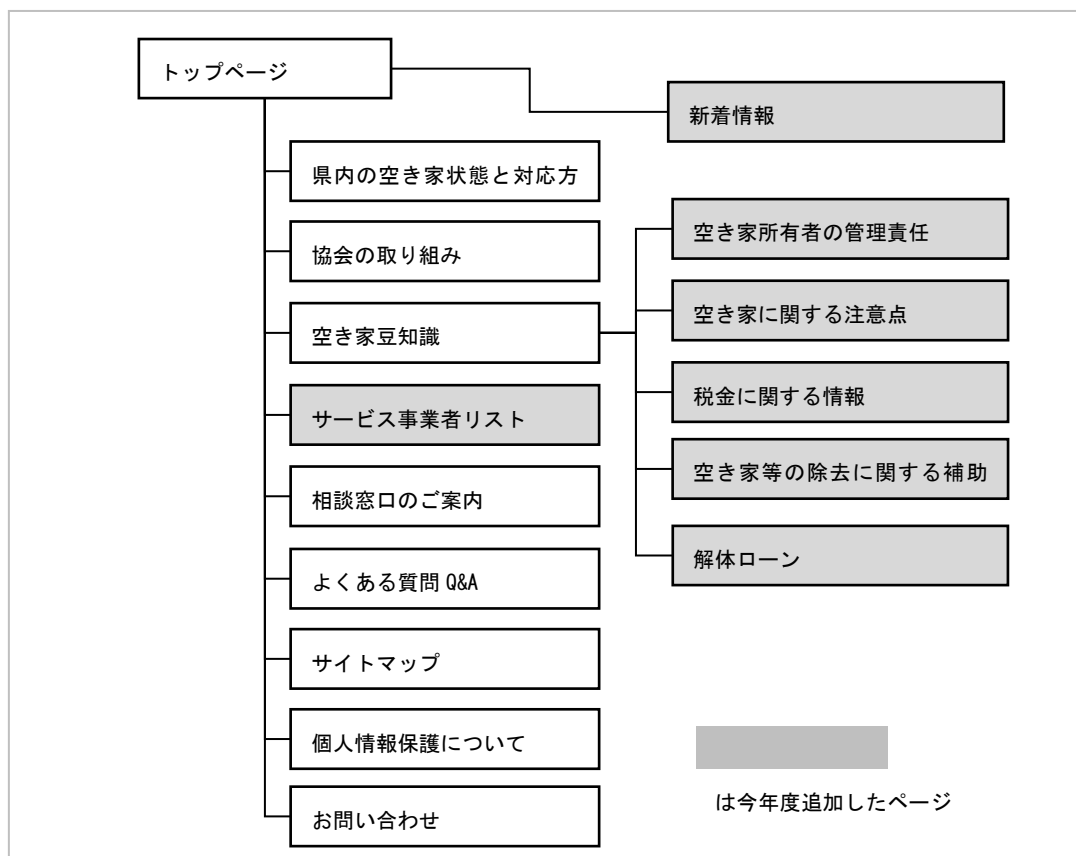 トップページ
新着情報
県内の空き家状態と対応方
協会の取り組み
空き家豆知識
サービス事業者リスト
相談窓口のご案内
よくある質問 Q&A
サイトマップ
個人情報保護について
お問い合わせ
空き家所有者の管理責任
空き家に関する注意点
税金に関する情報
空き家等の除去に関する補助
解体ローン
は今年度追加したページ